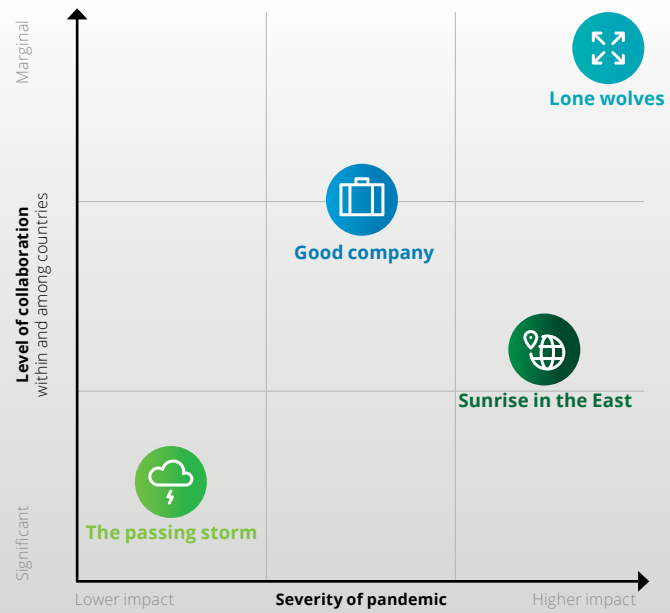 Marginal
Lone wolves
Good company
Level of collaboration
within and among countries
Sunrise in the East
The passing storm
Significant
Lower impact
Severity of pandemic
Higher impact